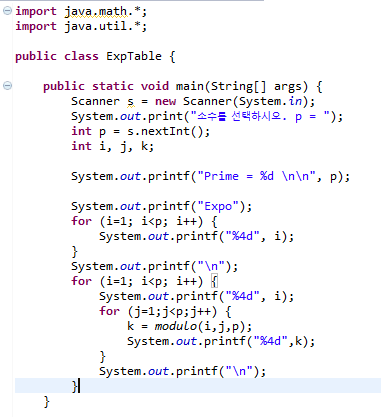 import java.math.*;
import java.util.*;
public class ExpTable {
public static void main(String[] args) {
Scanner s = new Scanner(System.in);
System.out.print("소수를 선택하시오. p = ");
int p = s.nextInt();
int i, j, k;
System.out.printf("Prime = %d \n\n", p);
System.out.printf("Expo");
for (i=1; i<p; i++) {
System.out.printf("%4d", i);
}
System.out.printf("\n");
for (i=1; i<p; i++) {
System.out.printf("%4d", i);
for (j=1;j<p;j++) {
k = modulo(i,j,p);
System.out.printf("%4d",k);
}
System.out.printf("\n");
}
}